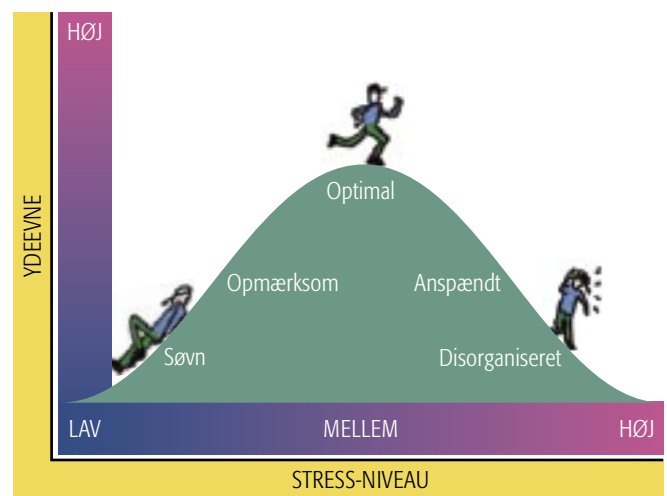 HØJ
YDEEVNE
Optimal
Opmærksom
Anspændt
Søvn
Disorganiseret
LAV
MELLEM
HØJ
STRESS-NIVEAU